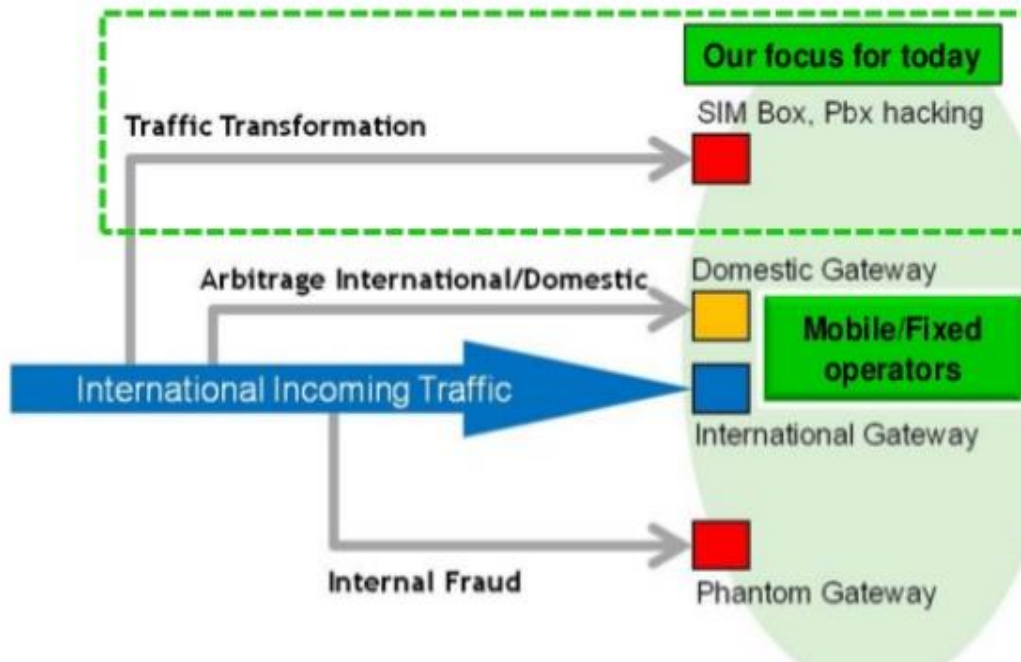 Our focus for today
SIM Box, Pbx hacking
Traffic Transformation
Domestic Gateway
Arbitrage International/Domestic
Mobile/Fixed
operators
International Incoming Traffic
International Gateway
Internal Fraud
Phantom Gateway